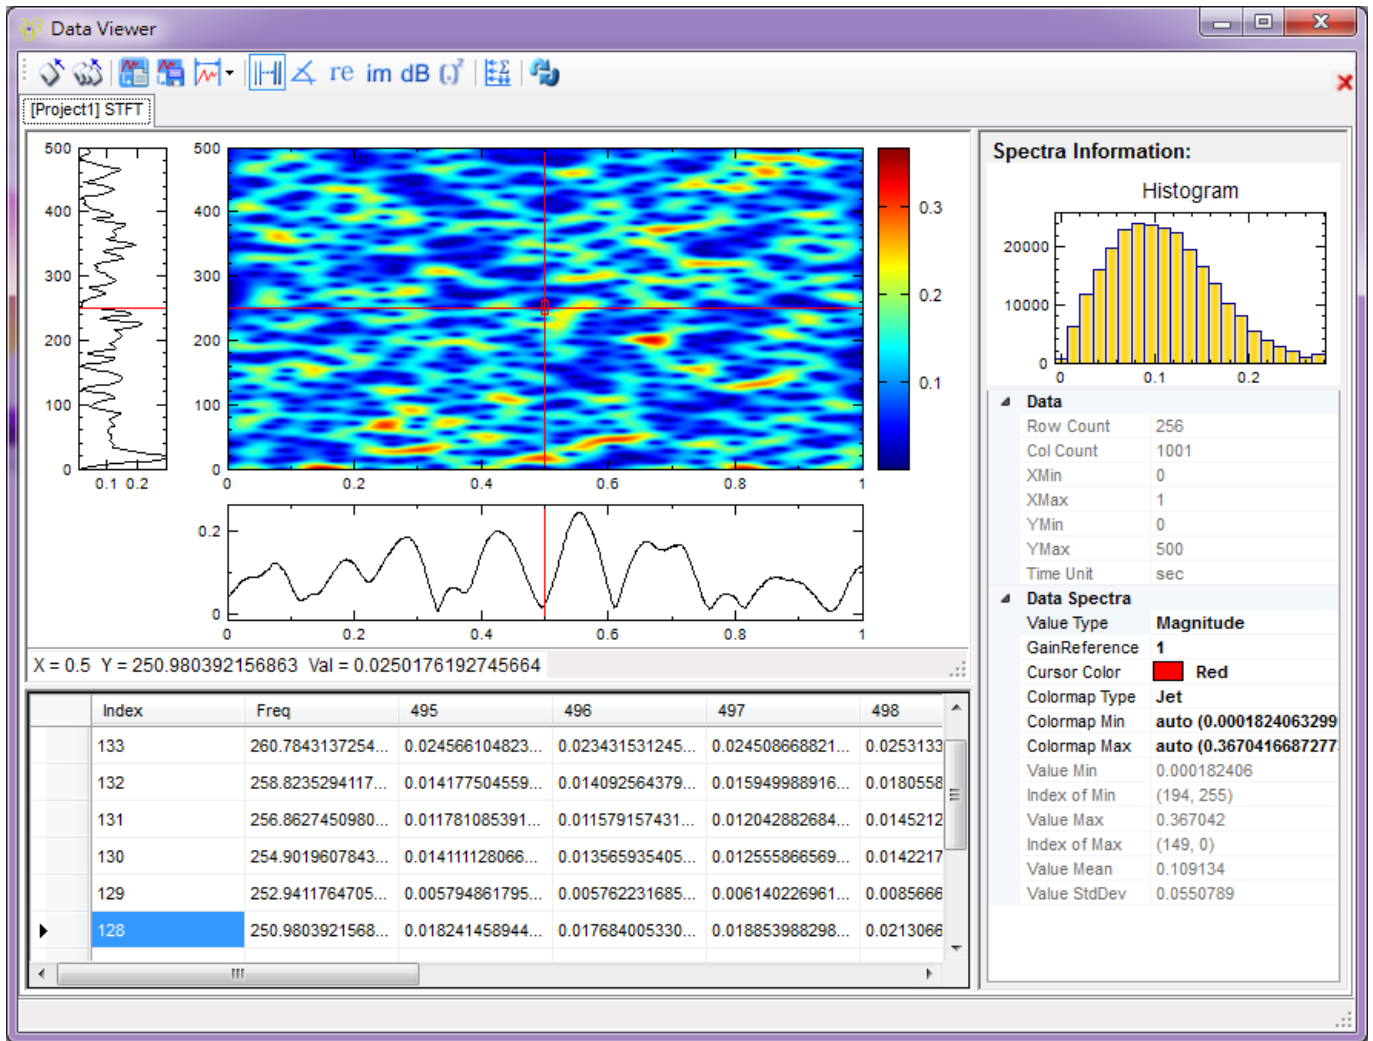 Data Viewer
re im dB (.)²
[Project1] STFT
500
400
300
200
100
0
0.1 0.2
500
400
300
200
100
0
0 0.2 0.4 0.6 0.8 1
0.3
0.2
0.1
0.2
0
0 0.2 0.4 0.6 0.8 1
X = 0.5 Y = 250.980392156863 Val = 0.0250176192745664
Index Freq 495 496 497 498
133 260.7843137254... 0.024566104823... 0.023431531245... 0.024508668821... 0.0253133
132 258.8235294117... 0.014177504559... 0.014092564379... 0.015949988916... 0.0180558
131 256.8627450980... 0.011781085391... 0.011579157431... 0.012042882684... 0.0145212
130 254.9019607843... 0.014111128066... 0.013565935405... 0.012555866569... 0.0142217
129 252.9411764705... 0.005794861795... 0.005762231685... 0.006140226961... 0.0085666
128 250.9803921568... 0.018241458944... 0.017684005330... 0.018853988298... 0.0213066
Spectra Information:
Histogram
20000
10000
0
0 0.1 0.2
Data
Row Count 256
Col Count 1001
XMin 0
XMax 1
YMin 0
YMax 500
Time Unit sec
Data Spectra
Value Type Magnitude
GainReference 1
Cursor Color Red
Colormap Type Jet
Colormap Min auto (0.0001824063299
Colormap Max auto (0.3670416687277
Value Min 0.000182406
Index of Min (194, 255)
Value Max 0.367042
Index of Max (149, 0)
Value Mean 0.109134
Value StdDev 0.0550789